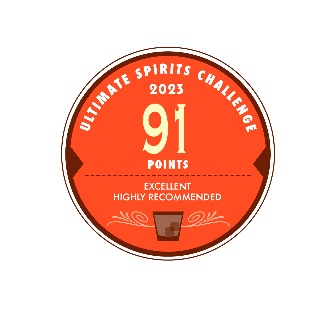 ULTIMATE SPIRITS CHALLENGE
2023
91
POINTS
EXCELLENT
HIGHLY RECOMMENDED